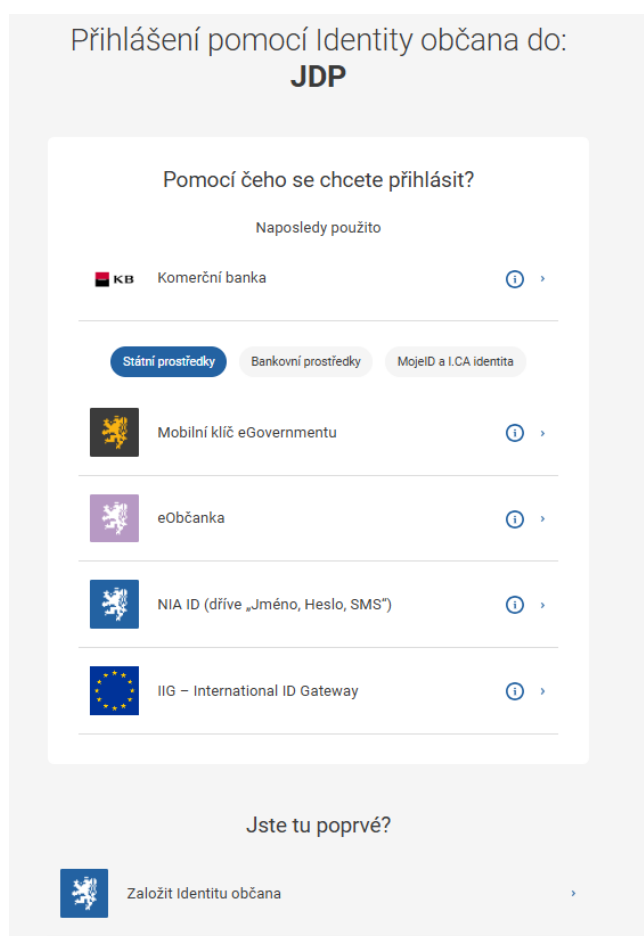 Přihlášení pomocí Identity občana do:
JDP
Pomocí čeho se chcete přihlásit?
Naposledy použito
KB Komerční banka
Státní prostředky Bankovní prostředky MojeID a I.CA identita
Mobilní klíč eGovernmentu
eObčanka
NIA ID (dříve „Jméno, Heslo, SMS“)
IIG – International ID Gateway
Jste tu poprvé?
Založit Identitu občana